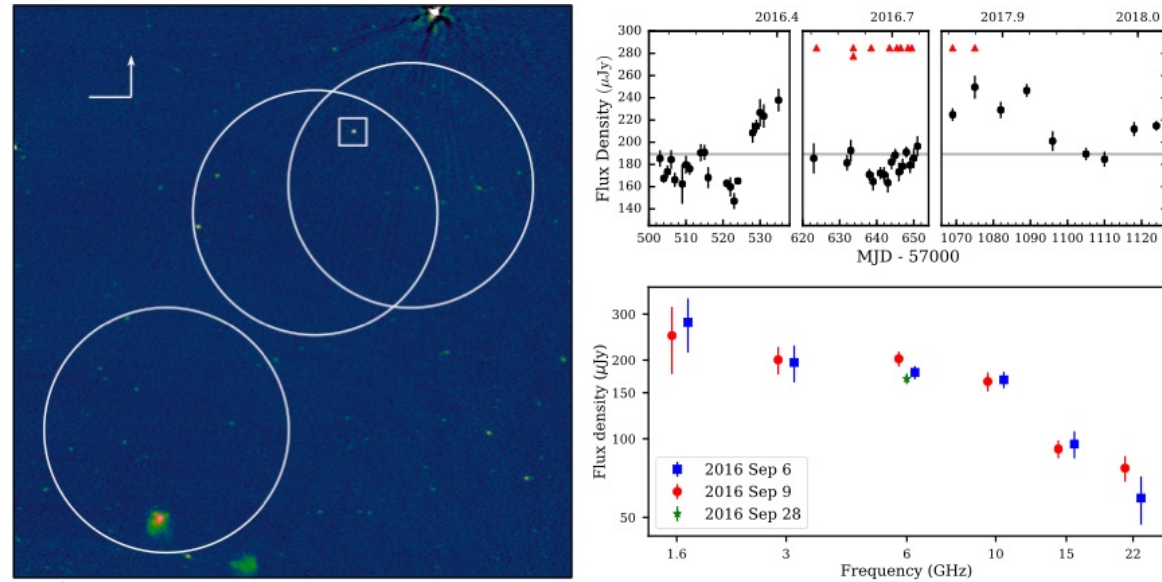 2016.4 2016.7 2017.9 2018.0
Flux Density (μJy)
300
280
260
240
220
200
180
160
140
500 510 520 530 620 630 640 650 1070 1080 1090 1100 1110 1120
MJD - 57000
Flux density (μJy)
300
200
150
100
50
2016 Sep 6
2016 Sep 9
2016 Sep 28
1.6 3 6 10 15 22
Frequency (GHz)